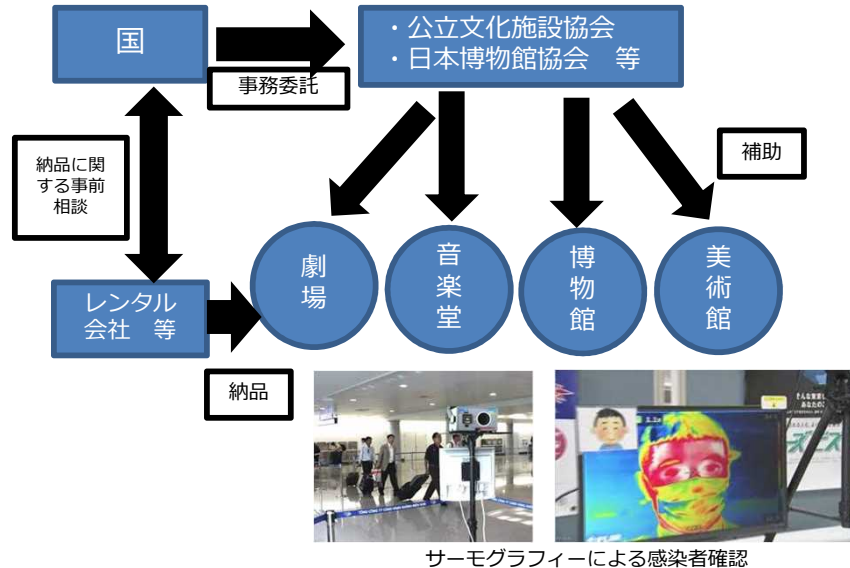 国
・公立文化施設協会
・日本博物館協会　等
事務委託
納品に関
する事前
相談
補助
劇
場
音
楽
堂
博
物
館
美
術
館
レンタル
会社　等
納品
サーモグラフィーによる感染者確認